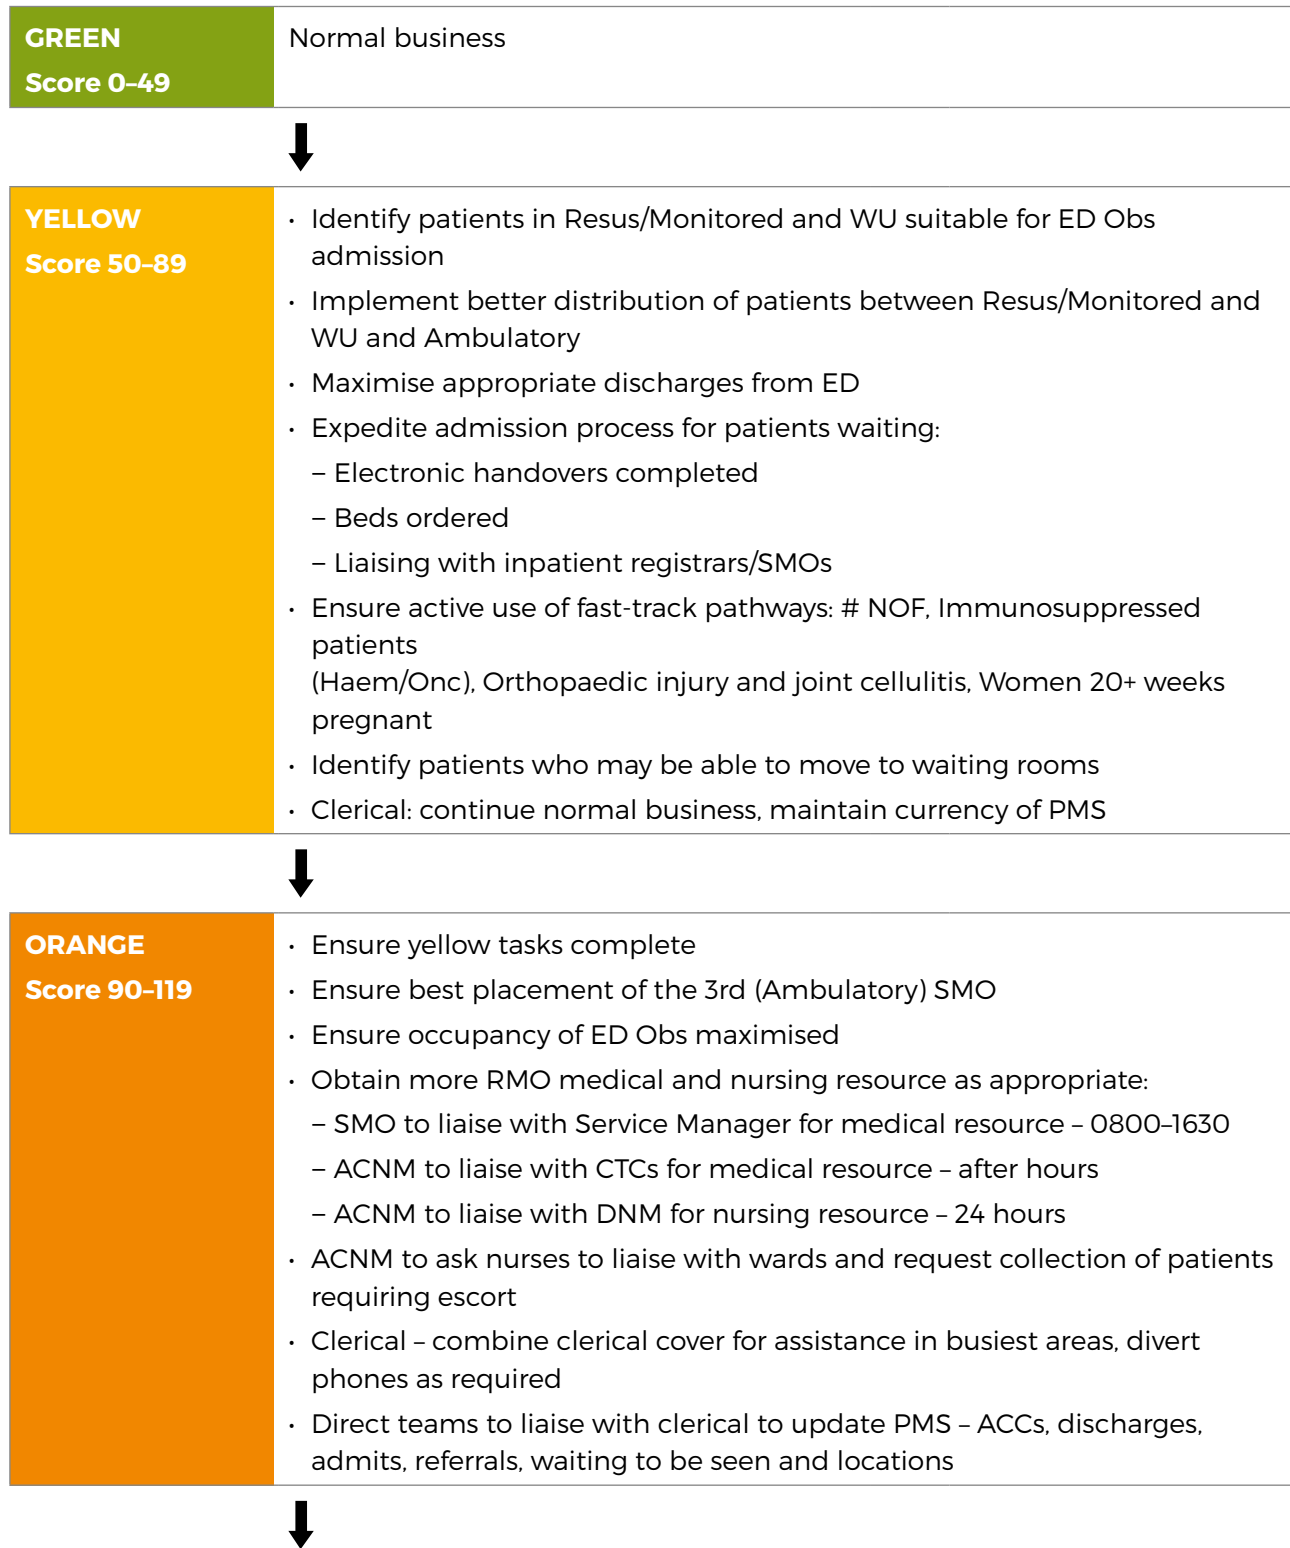 GREEN
Score 0–49
Normal business
YELLOW
Score 50–89
• Identify patients in Resus/Monitored and WU suitable for ED Obs
admission
• Implement better distribution of patients between Resus/Monitored and
WU and Ambulatory
• Maximise appropriate discharges from ED
• Expedite admission process for patients waiting:
– Electronic handovers completed
– Beds ordered
– Liaising with inpatient registrars/SMOs
• Ensure active use of fast-track pathways: # NOF, Immunosuppressed
patients
(Haem/Onc), Orthopaedic injury and joint cellulitis, Women 20+ weeks
pregnant
• Identify patients who may be able to move to waiting rooms
• Clerical: continue normal business, maintain currency of PMS
ORANGE
Score 90–119
• Ensure yellow tasks complete
• Ensure best placement of the 3rd (Ambulatory) SMO
• Ensure occupancy of ED Obs maximised
• Obtain more RMO medical and nursing resource as appropriate:
– SMO to liaise with Service Manager for medical resource – 0800–1630
– ACNM to liaise with CTCs for medical resource – after hours
– ACNM to liaise with DNM for nursing resource – 24 hours
• ACNM to ask nurses to liaise with wards and request collection of patients
requiring escort
• Clerical – combine clerical cover for assistance in busiest areas, divert
phones as required
• Direct teams to liaise with clerical to update PMS – ACCs, discharges,
admits, referrals, waiting to be seen and locations